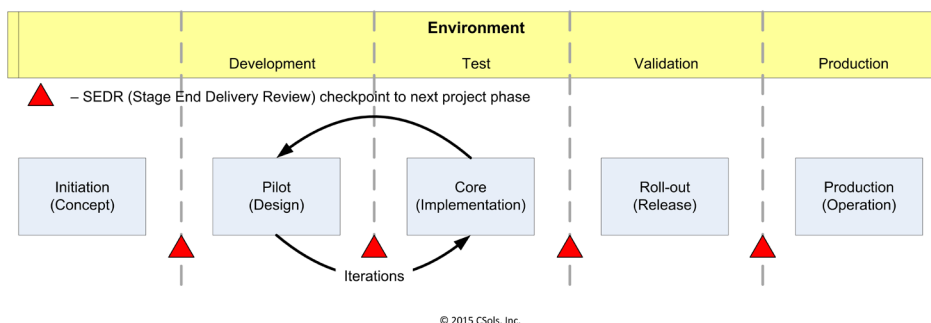 Environment
Development
Test
Validation
Production
– SEDR (Stage End Delivery Review) checkpoint to next project phase
Initiation
(Concept)
Pilot
(Design)
Core
(Implementation)
Roll-out
(Release)
Production
(Operation)
Iterations
© 2015 CSols, Inc.